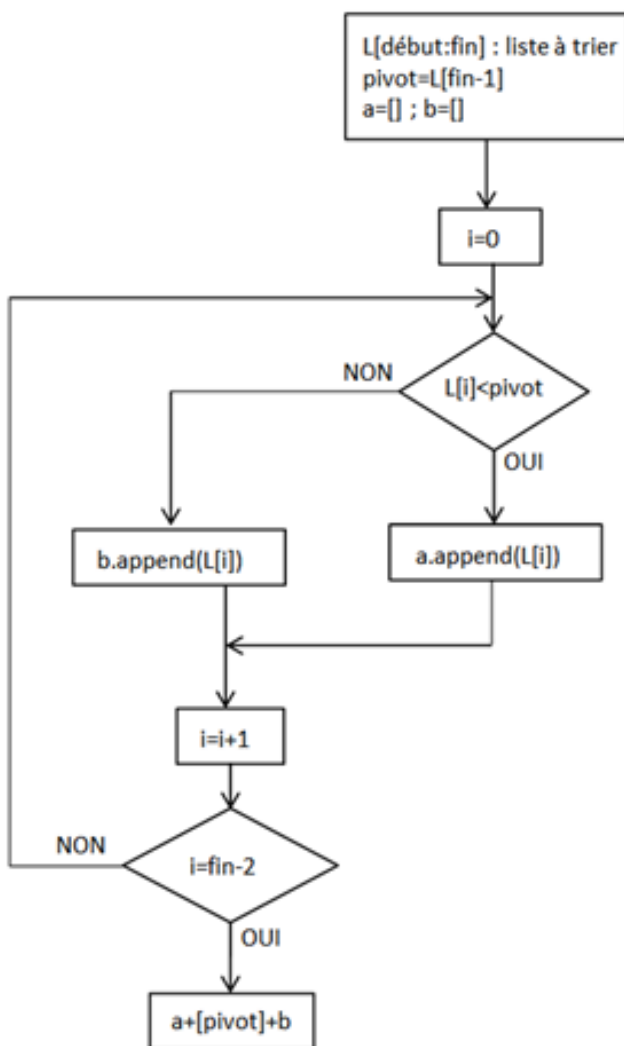 L[début:fin] : liste à trier
pivot=L[fin-1]
a=[] ; b=[]
i=0
L[i]<pivot
NON
OUI
b.append(L[i])
a.append(L[i])
i=i+1
i=fin-2
NON
OUI
a+[pivot]+b